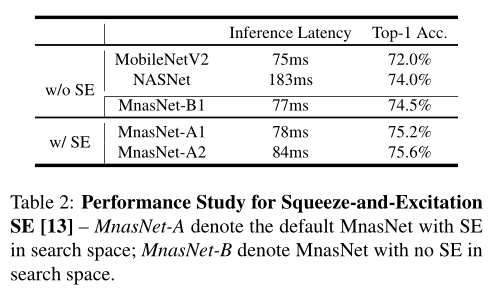 Inference Latency Top-1 Acc.
w/o SE MobileNetV2 75ms 72.0%
NASNet 183ms 74.0%
MnasNet-B1 77ms 74.5%
w/ SE MnasNet-A1 78ms 75.2%
MnasNet-A2 84ms 75.6%
Table 2: Performance Study for Squeeze-and-Excitation
SE [13] – MnasNet-A denote the default MnasNet with SE
in search space; MnasNet-B denote MnasNet with no SE in
search space.